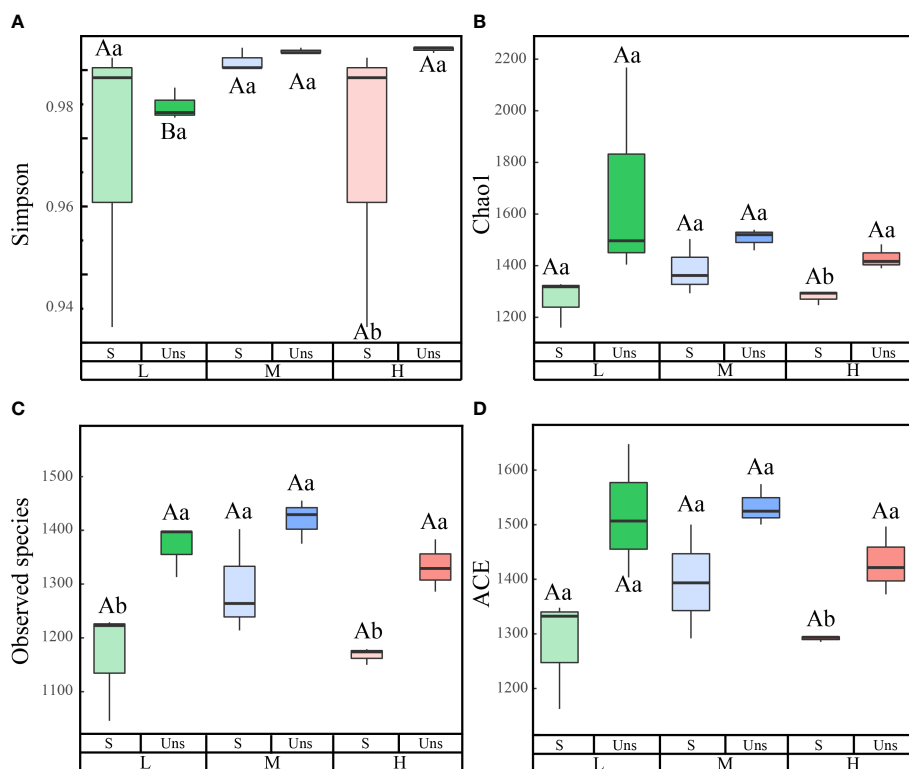 A
Simpson
0.98
0.96
0.94
Aa
Ba
Aa
Aa
Ab
Aa
S Uns S Uns S Uns
L M H
B
Chao1
2200
2000
1800
1600
1400
1200
Aa
Aa
Aa
Aa
Ab
Aa
S Uns S Uns S Uns
L M H
C
Observed species
1500
1400
1300
1200
1100
Ab
Aa
Aa
Aa
Ab
Aa
S Uns S Uns S Uns
L M H
D
ACE
1600
1500
1400
1300
1200
Aa
Aa
Aa
Aa
Ab
Aa
S Uns S Uns S Uns
L M H